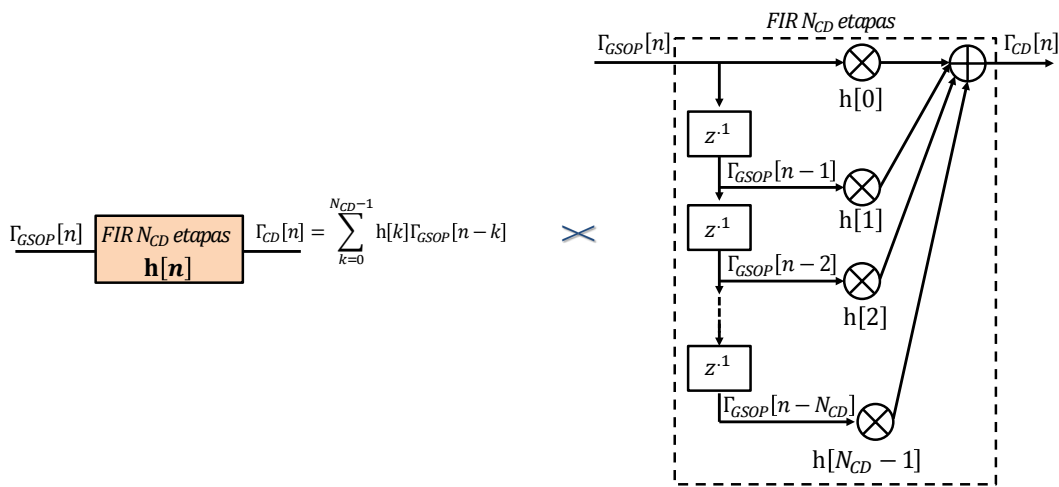 Γ_GSOP[n]
FIR N_CD etapas
h[n]
Γ_CD[n] = ∑_{k=0}^{N_CD−1} h[k]Γ_GSOP[n − k]
FIR N_CD etapas
Γ_GSOP[n]
Γ_CD[n]
h[0]
z^.1
Γ_GSOP[n − 1]
h[1]
z^.1
Γ_GSOP[n − 2]
h[2]
z^.1
Γ_GSOP[n − N_CD]
h[N_CD − 1]